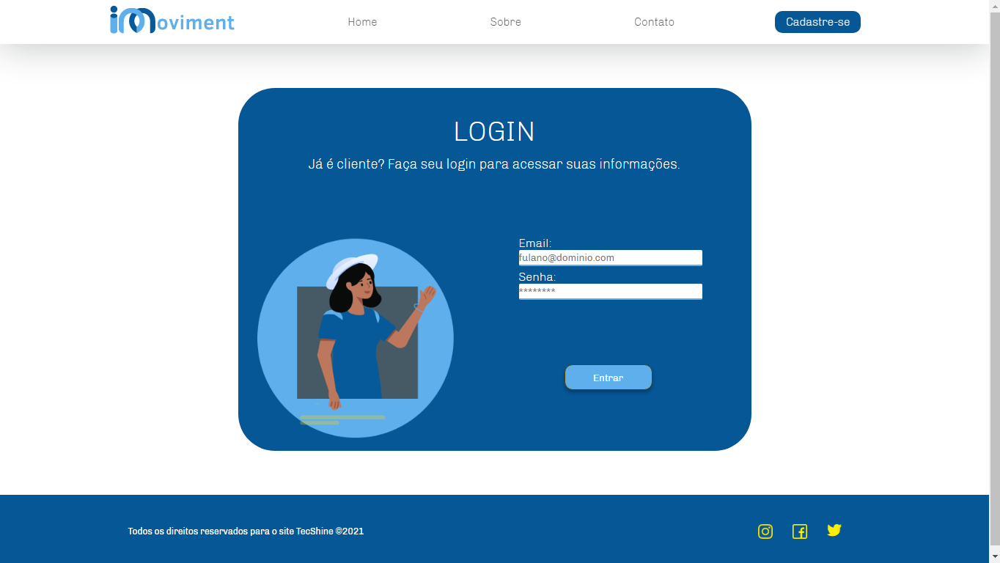 imoviment
Home
Sobre
Contato
Cadastre-se
LOGIN
Já é cliente? Faça seu login para acessar suas informações.
Email:
fulano@dominio.com
Senha:
********
Entrar
Todos os direitos reservados para o site TecShine ©2021